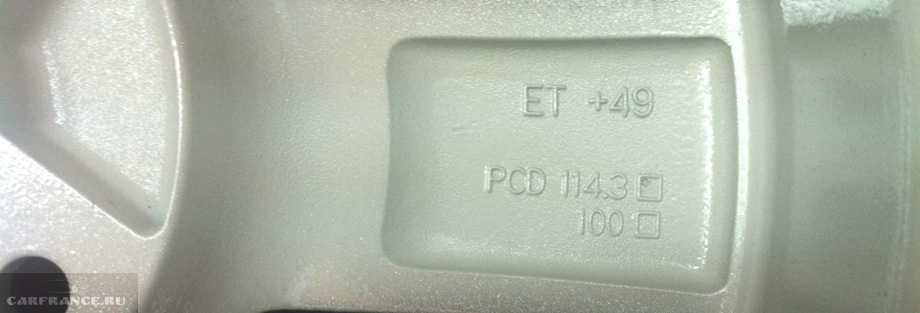 ET +49
PCD 114.3
100
CARFRANCE.RU